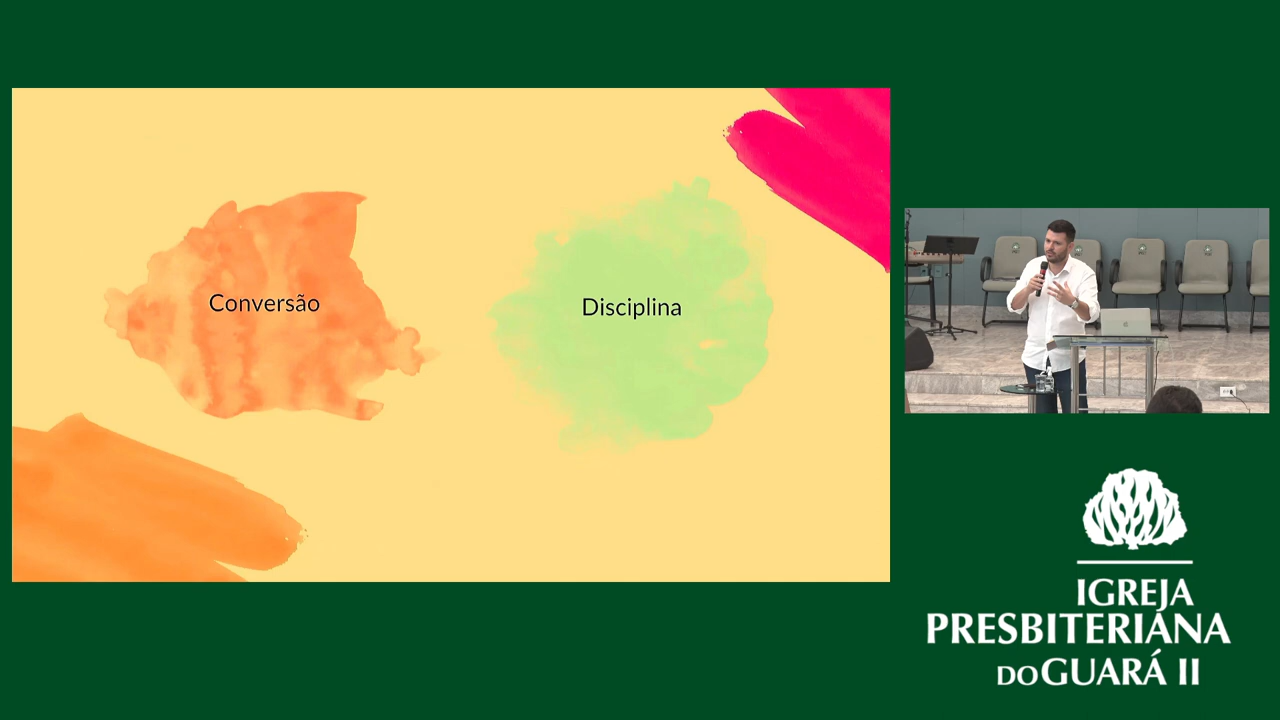 Conversão
Disciplina
IGREJA
PRESBITERIANA
DO GUARÁ II